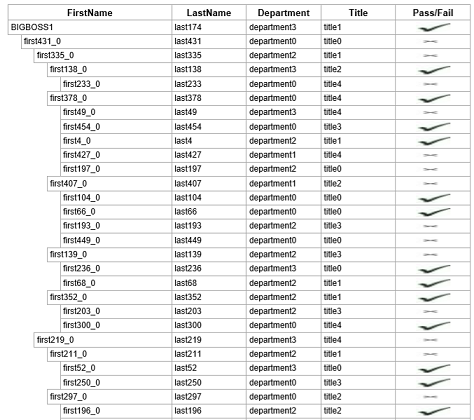 FirstName LastName Department Title Pass/Fail
BIGBOSS1 last174 department3 title1
first431_0 last431 department0 title0
first335_0 last335 department2 title1
first138_0 last138 department3 title2
first233_0 last233 department0 title4
first378_0 last378 department0 title4
first49_0 last49 department3 title4
first454_0 last454 department0 title3
first4_0 last4 department2 title1
first427_0 last427 department1 title4
first197_0 last197 department2 title0
first407_0 last407 department1 title2
first104_0 last104 department0 title0
first66_0 last66 department0 title0
first193_0 last193 department2 title3
first449_0 last449 department0 title0
first139_0 last139 department2 title3
first236_0 last236 department3 title0
first68_0 last68 department2 title1
first352_0 last352 department2 title1
first203_0 last203 department2 title3
first300_0 last300 department0 title4
first219_0 last219 department3 title4
first211_0 last211 department2 title1
first52_0 last52 department3 title0
first250_0 last250 department0 title3
first297_0 last297 department0 title2
first196_0 last196 department2 title2